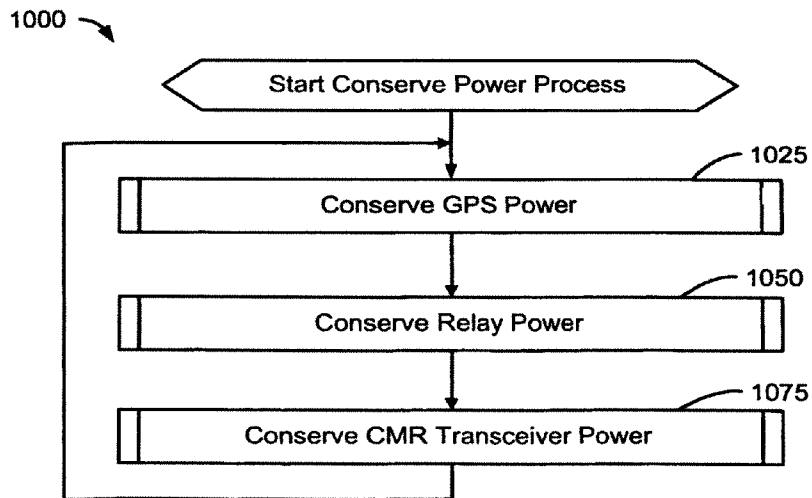 1000
Start Conserve Power Process
1025
Conserve GPS Power
1050
Conserve Relay Power
1075
Conserve CMR Transceiver Power